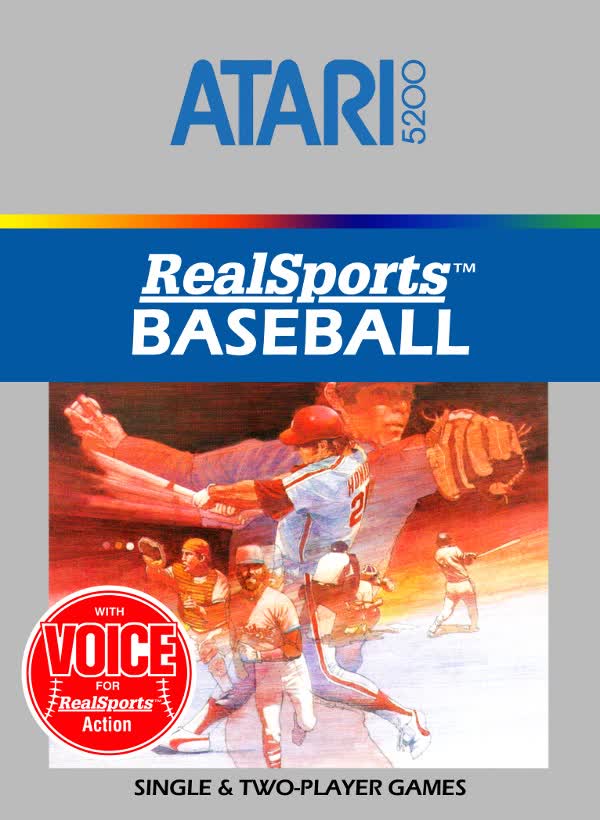 ATARI
5200
RealSports™
BASEBALL
WITH
VOICE
FOR
RealSports™
Action
SINGLE & TWO-PLAYER GAMES